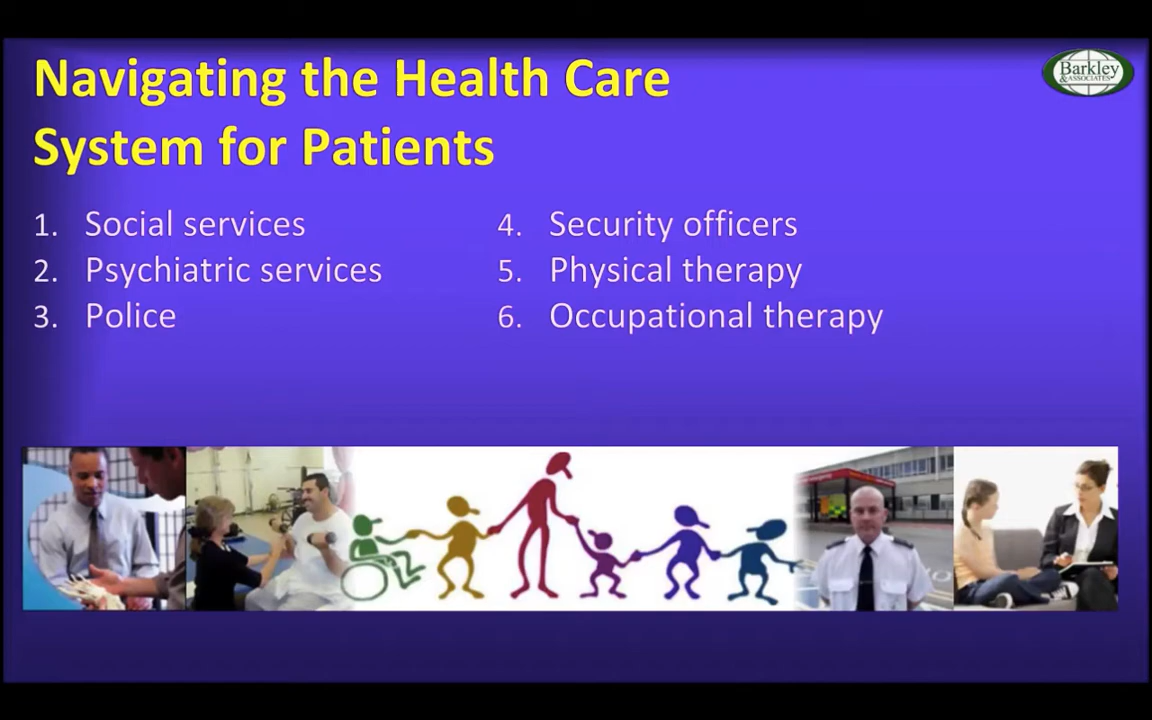 Navigating the Health Care
System for Patients
Barkley
& ASSOCIATES
1. Social services
2. Psychiatric services
3. Police
4. Security officers
5. Physical therapy
6. Occupational therapy